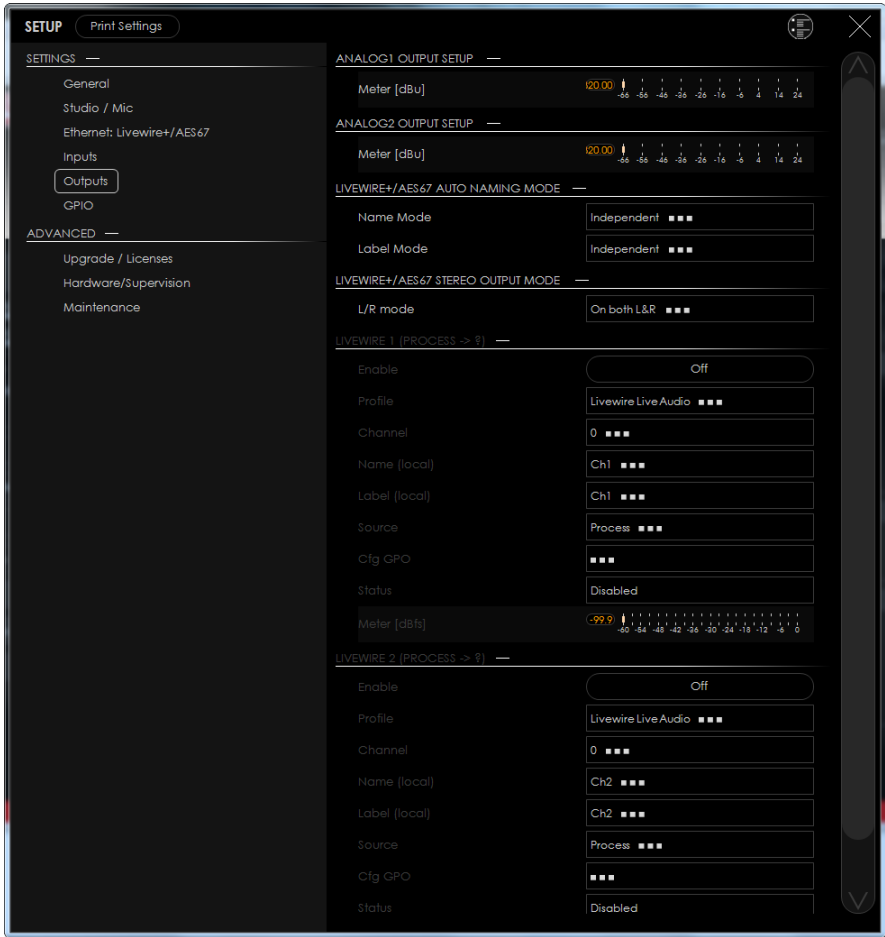 SETUP Print Settings
SETTINGS
General
Studio / Mic
Ethernet: Livewire+/AES67
Inputs
Outputs
GPIO
ADVANCED
Upgrade / Licenses
Hardware/Supervision
Maintenance
ANALOG1 OUTPUT SETUP
Meter [dBu] -66 -56 -46 -36 -26 -16 -6 4 14 24
ANALOG2 OUTPUT SETUP
Meter [dBu] -66 -56 -46 -36 -26 -16 -6 4 14 24
LIVEWIRE+/AES67 AUTO NAMING MODE
Name Mode Independent
Label Mode Independent
LIVEWIRE+/AES67 STEREO OUTPUT MODE
L/R mode On both L&R
LIVEWIRE 1 (PROCESS -> ?)
Enable Off
Profile Livewire Live Audio
Channel 0
Name (local) Ch1
Label (local) Ch1
Source Process
Cfg GPO
Status Disabled
Meter [dBfs] -99.9 -60 -54 -48 -42 -36 -30 -24 -18 -12 -6 0
LIVEWIRE 2 (PROCESS -> ?)
Enable Off
Profile Livewire Live Audio
Channel 0
Name (local) Ch2
Label (local) Ch2
Source Process
Cfg GPO
Status Disabled